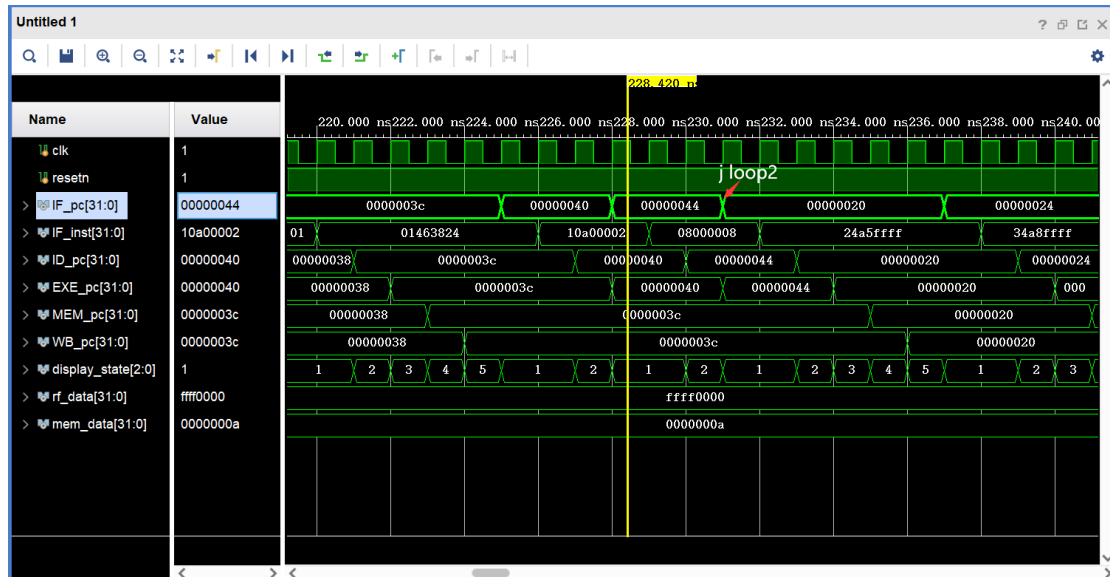 Untitled 1
228.420 ns
Name Value
220.000 ns 222.000 ns 224.000 ns 226.000 ns 228.000 ns 230.000 ns 232.000 ns 234.000 ns 236.000 ns 238.000 ns 240.00
clk 1
resetn 1
j loop2
IF_pc[31:0] 00000044 0000003c 00000040 00000044 00000020 00000024
IF_inst[31:0] 10a00002 01 01463824 10a00002 08000008 24a5ffff 34a8ffff
ID_pc[31:0] 00000040 00000038 0000003c 00000040 00000044 00000020 00000024
EXE_pc[31:0] 00000040 00000038 0000003c 00000040 00000044 00000020 000
MEM_pc[31:0] 0000003c 00000038 0000003c 00000020
WB_pc[31:0] 0000003c 00000038 0000003c 00000020
display_state[2:0] 1 1 2 3 4 5 1 2 1 2 1 2 3 4 5 1 2 3
rf_data[31:0] ffff0000 ffff0000
mem_data[31:0] 0000000a 0000000a